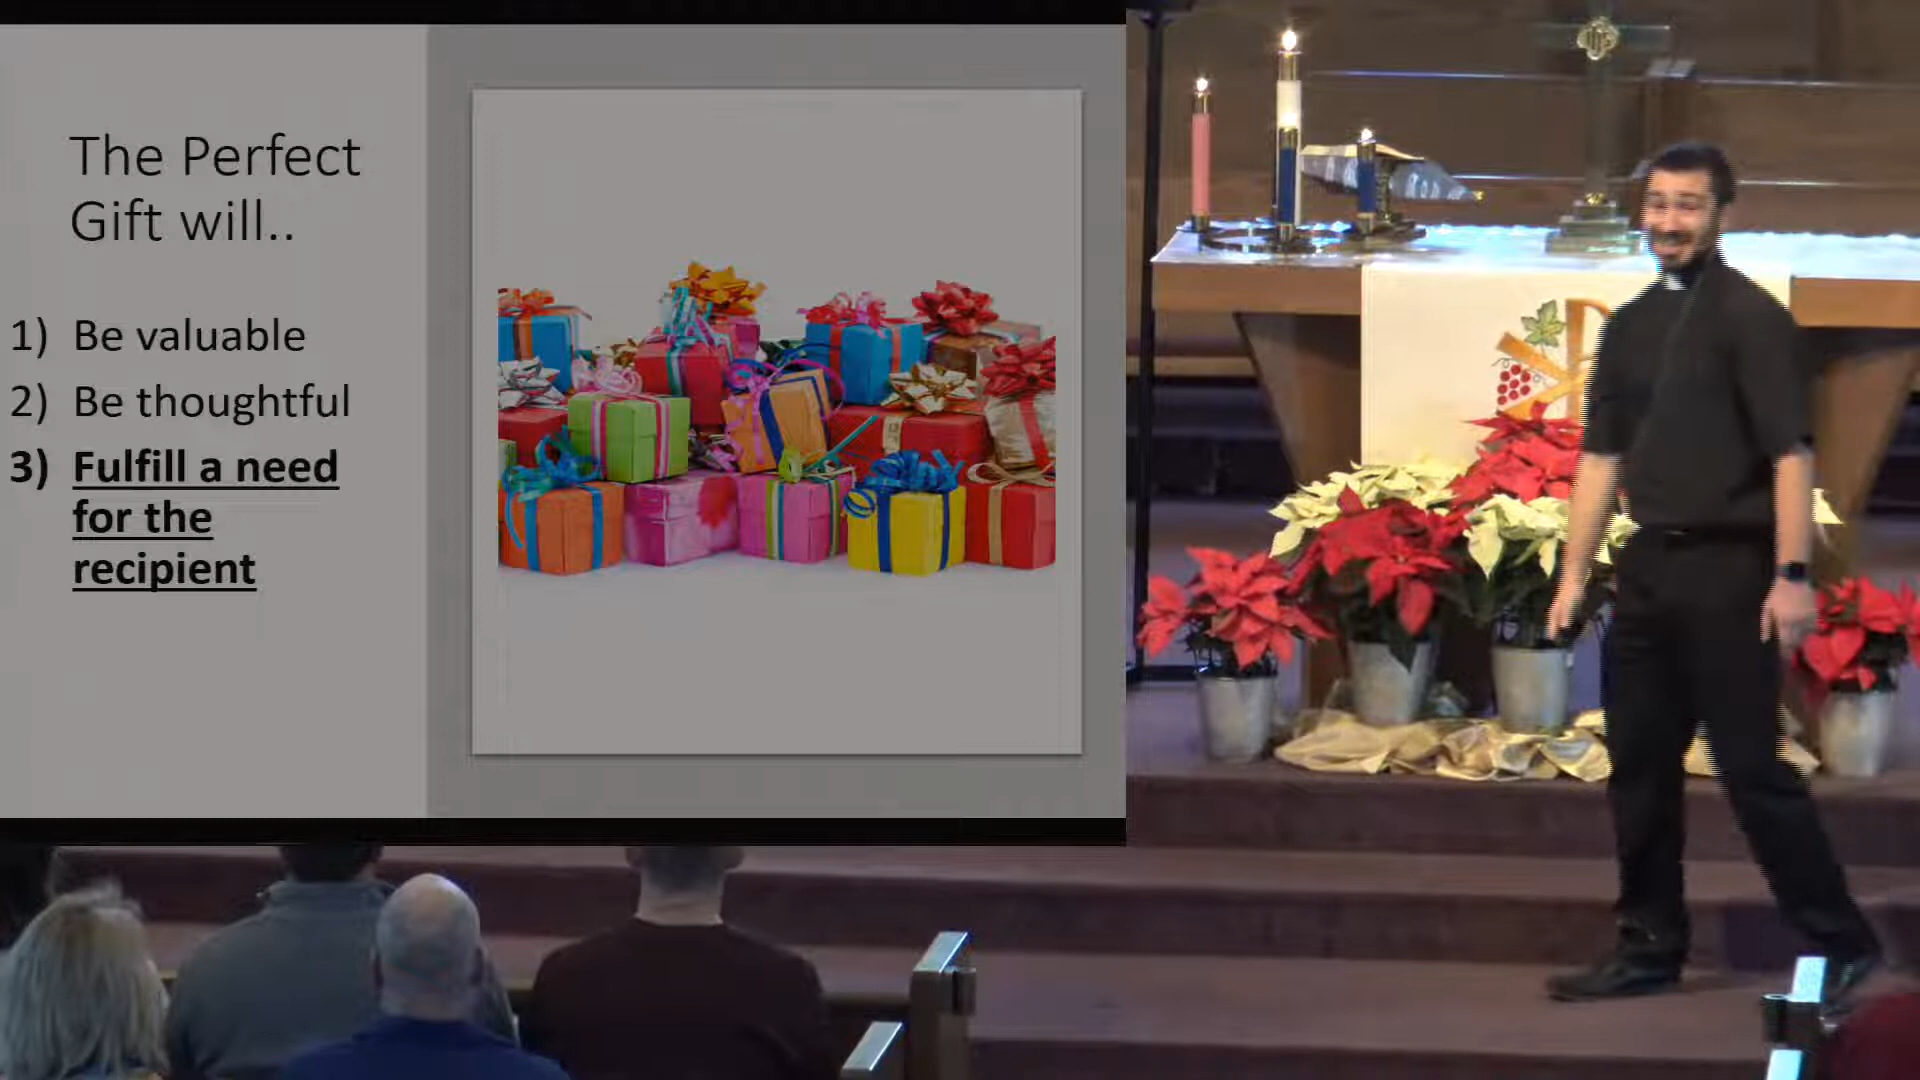 The Perfect
Gift will..
1) Be valuable
2) Be thoughtful
3) Fulfill a need
for the
recipient